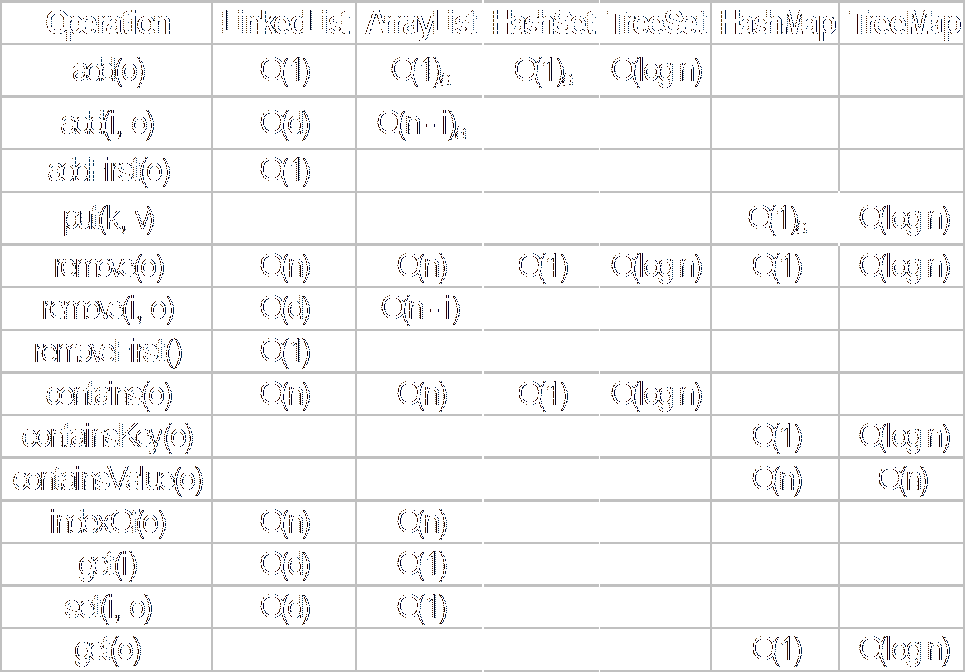 Operation LinkedList ArrayList HashSet TreeSet HashMap TreeMap
add(o) O(1) O(1)a O(1)a O(log n)
add(i, o) O(d) O(n - i)a
addFirst(o) O(1)
put(k, v) O(1)a O(log n)
remove(o) O(n) O(n) O(1) O(log n) O(1) O(log n)
remove(i, o) O(d) O(n - i)
removeFirst() O(1)
contains(o) O(n) O(n) O(1) O(log n)
containsKey(o) O(1) O(log n)
containsValue(o) O(n) O(n)
indexOf(o) O(n) O(n)
get(i) O(d) O(1)
set(i, o) O(d) O(1)
get(o) O(1) O(log n)